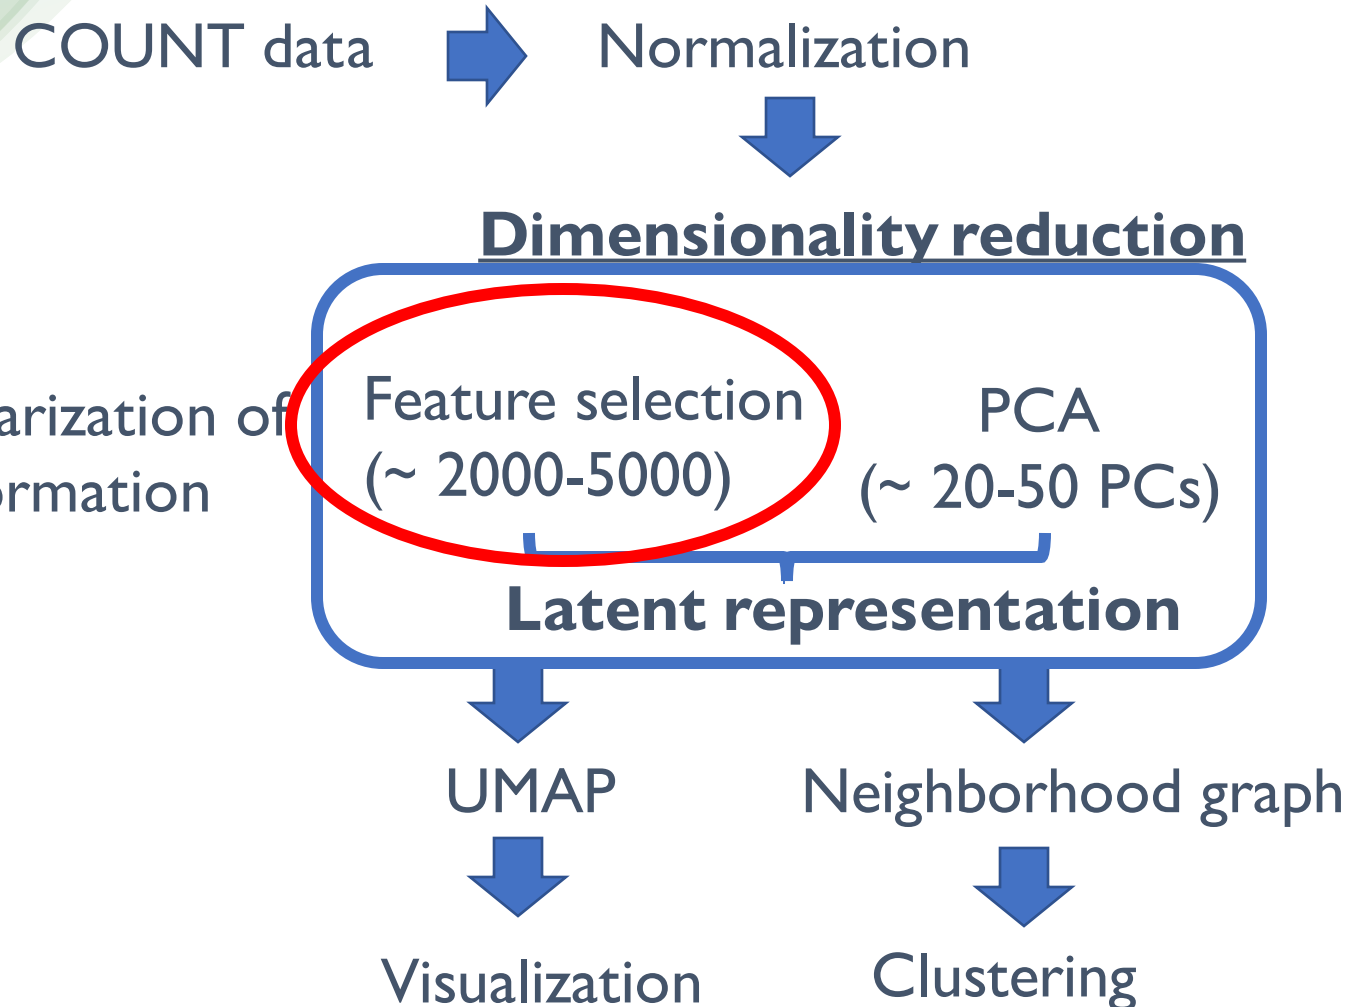 COUNT data
Normalization
Dimensionality reduction
Feature selection
(~ 2000-5000)
PCA
(~ 20-50 PCs)
of
Latent representation
UMAP
Neighborhood graph
Visualization
Clustering